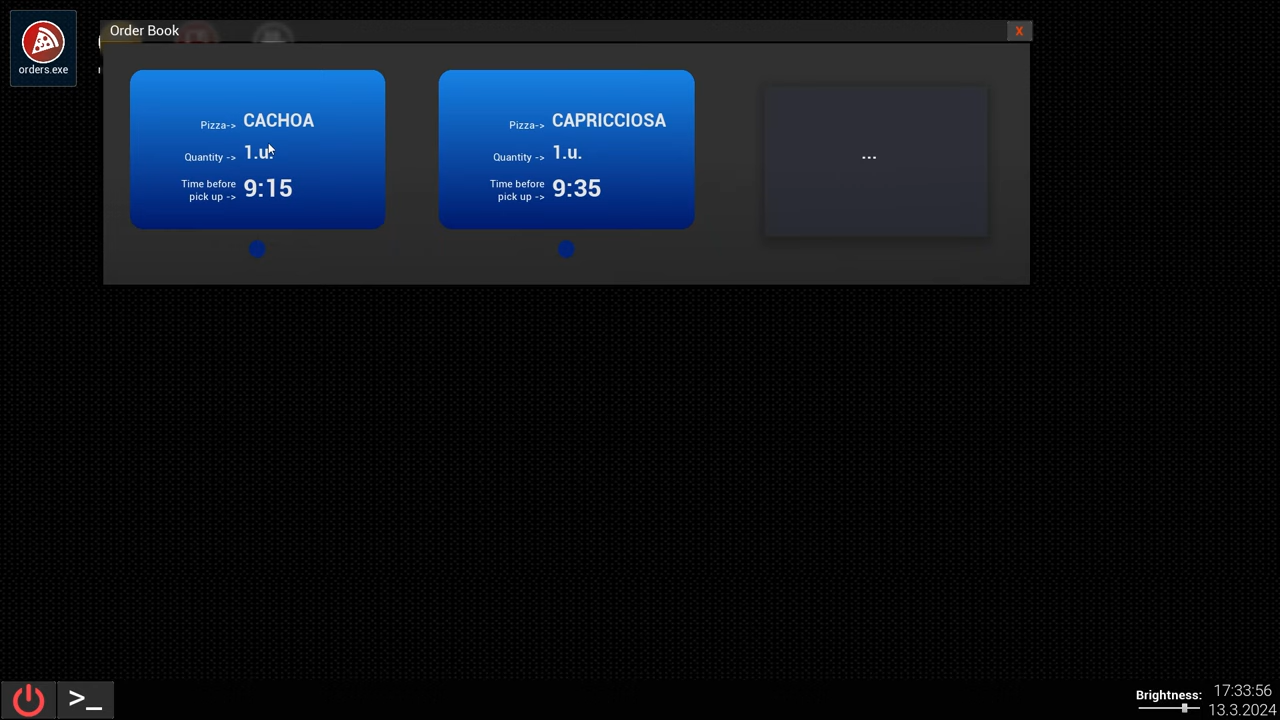 Order Book
X
orders.exe
Pizza-> CACHOA
Quantity -> 1.u.
Time before
pick up -> 9:15
Pizza-> CAPRICCIOSA
Quantity -> 1.u.
Time before
pick up -> 9:35
...
>_
Brightness:
17:33:56
13.3.2024